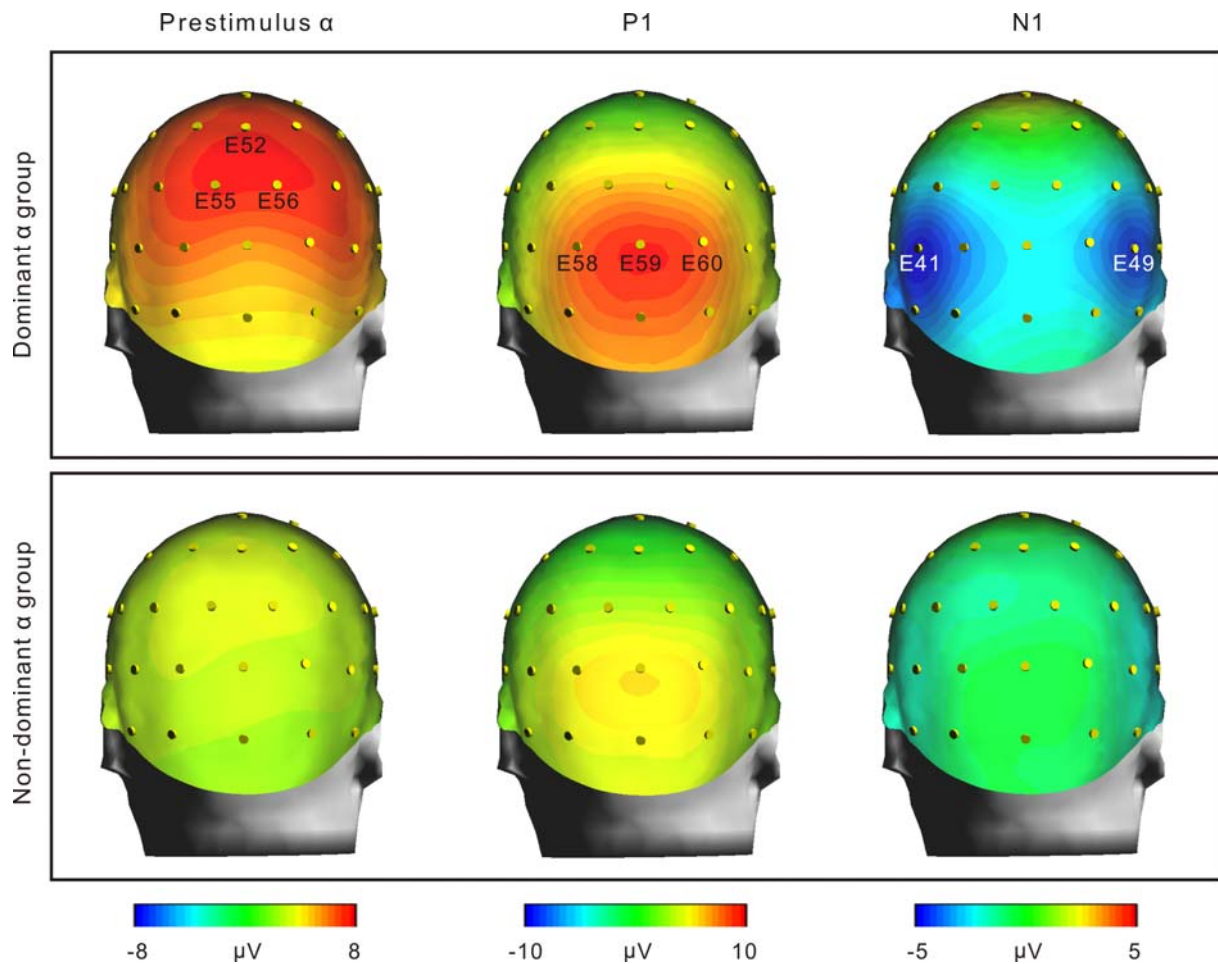 Prestimulus α P1 N1
Dominant α group
E52
E55 E56
E58 E59 E60
E41 E49
Non-dominant α group
-8 μV 8 -10 μV 10 -5 μV 5